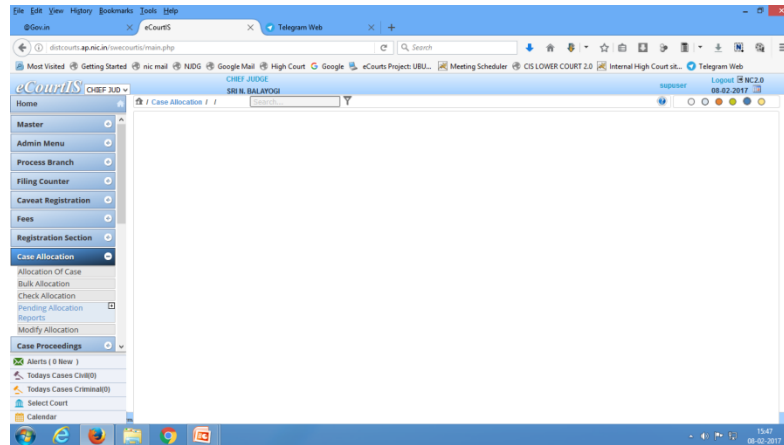 File Edit View History Bookmarks Tools Help
@Gov.in
eCourtIS
Telegram Web
distcourts.ap.nic.in/swecourtis/main.php
Search
Most Visited Getting Started nic mail NJDG Google Mail High Court Google eCourts Project: UBU... Meeting Scheduler CIS LOWER COURT 2.0 Internal High Court sit... Telegram Web
eCourtIS CHIEF JUD
CHIEF JUDGE
SRI N. BALAYOGI
supuser
Logout NC2.0
08-02-2017
Home
/ Case Allocation / /
Search...
Master
Admin Menu
Process Branch
Filing Counter
Caveat Registration
Fees
Registration Section
Case Allocation
Allocation Of Case
Bulk Allocation
Check Allocation
Pending Allocation
Reports
Modify Allocation
Case Proceedings
Alerts ( 0 New )
Todays Cases Civil(0)
Todays Cases Criminal(0)
Select Court
Calendar
15:47
08-02-2017